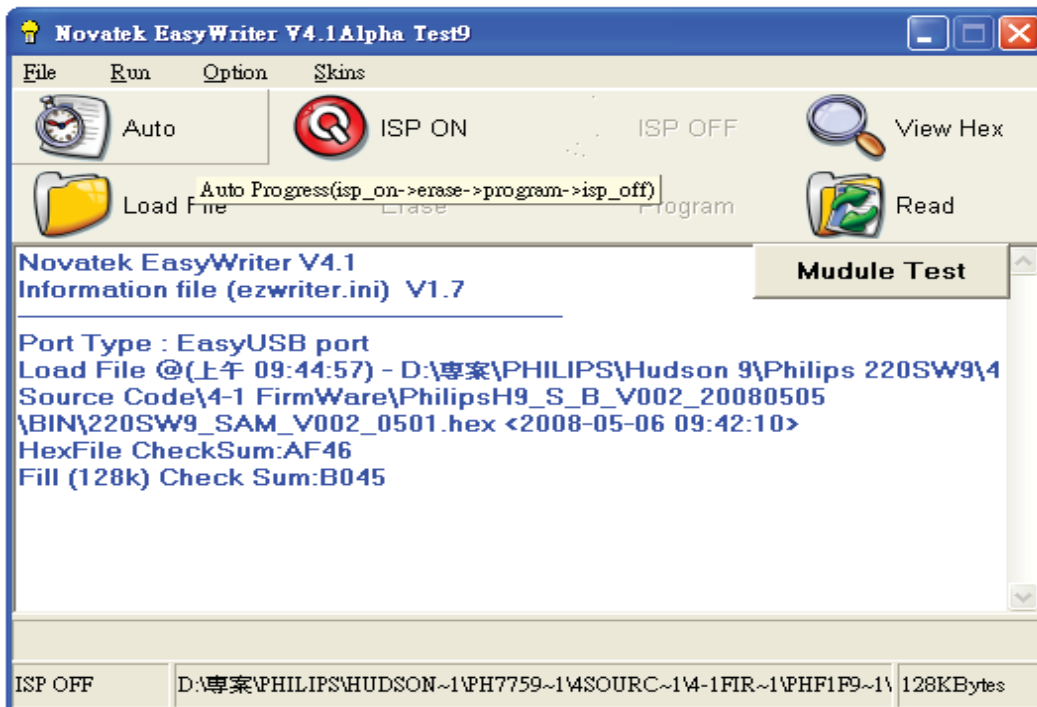 Novatek EasyWriter V4.1Alpha Test9
File Run Option Skins
Auto ISP ON ISP OFF View Hex
Auto Progress(isp_on->erase->program->isp_off)
Load File Erase Program Read
Novatek EasyWriter V4.1
Mudule Test
Information file (ezwriter.ini) V1.7
Port Type : EasyUSB port
Load File @(上午 09:44:57) - D:\專案\PHILIPS\Hudson 9\Philips 220SW9\4
Source Code\4-1 FirmWare\PhilipsH9_S_B_V002_20080505
\BIN\220SW9_SAM_V002_0501.hex <2008-05-06 09:42:10>
HexFile CheckSum:AF46
Fill (128k) Check Sum:B045
ISP OFF D:\專案\PHILIPS\HUDSON~1\PH7759~1\4SOURC~1\4-1FIR~1\PHF1F9~1\ 128KBytes